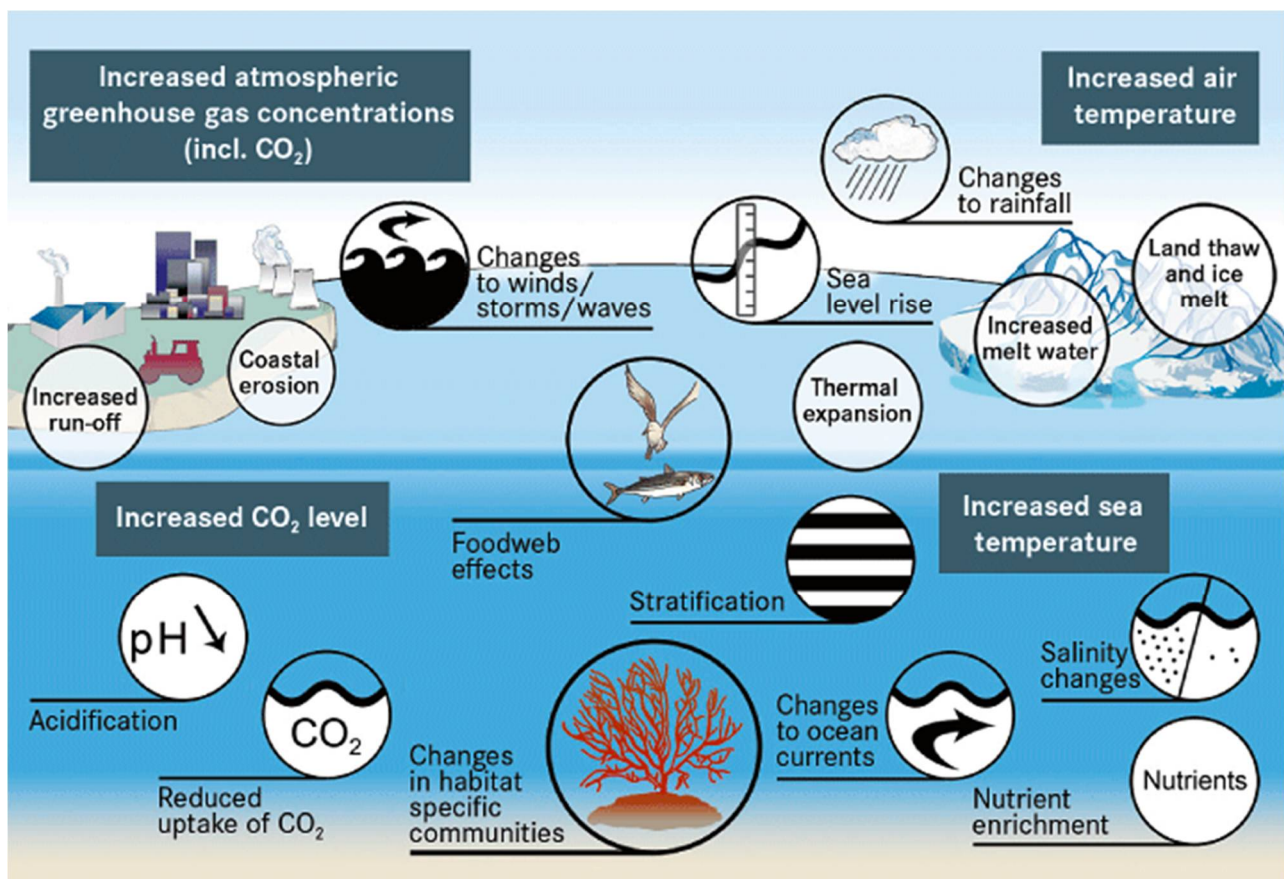 Increased atmospheric
greenhouse gas concentrations
(incl. CO₂)
Increased air
temperature
Changes
to rainfall
Land thaw
and ice
melt
Changes
to winds/
storms/waves
Sea
level rise
Increased
melt water
Coastal
erosion
Increased
run-off
Thermal
expansion
Increased CO₂ level
Increased sea
temperature
Foodweb
effects
Stratification
pH
Acidification
Salinity
changes
CO₂
Reduced
uptake of CO₂
Changes
in habitat
specific
communities
Changes
to ocean
currents
Nutrients
Nutrient
enrichment